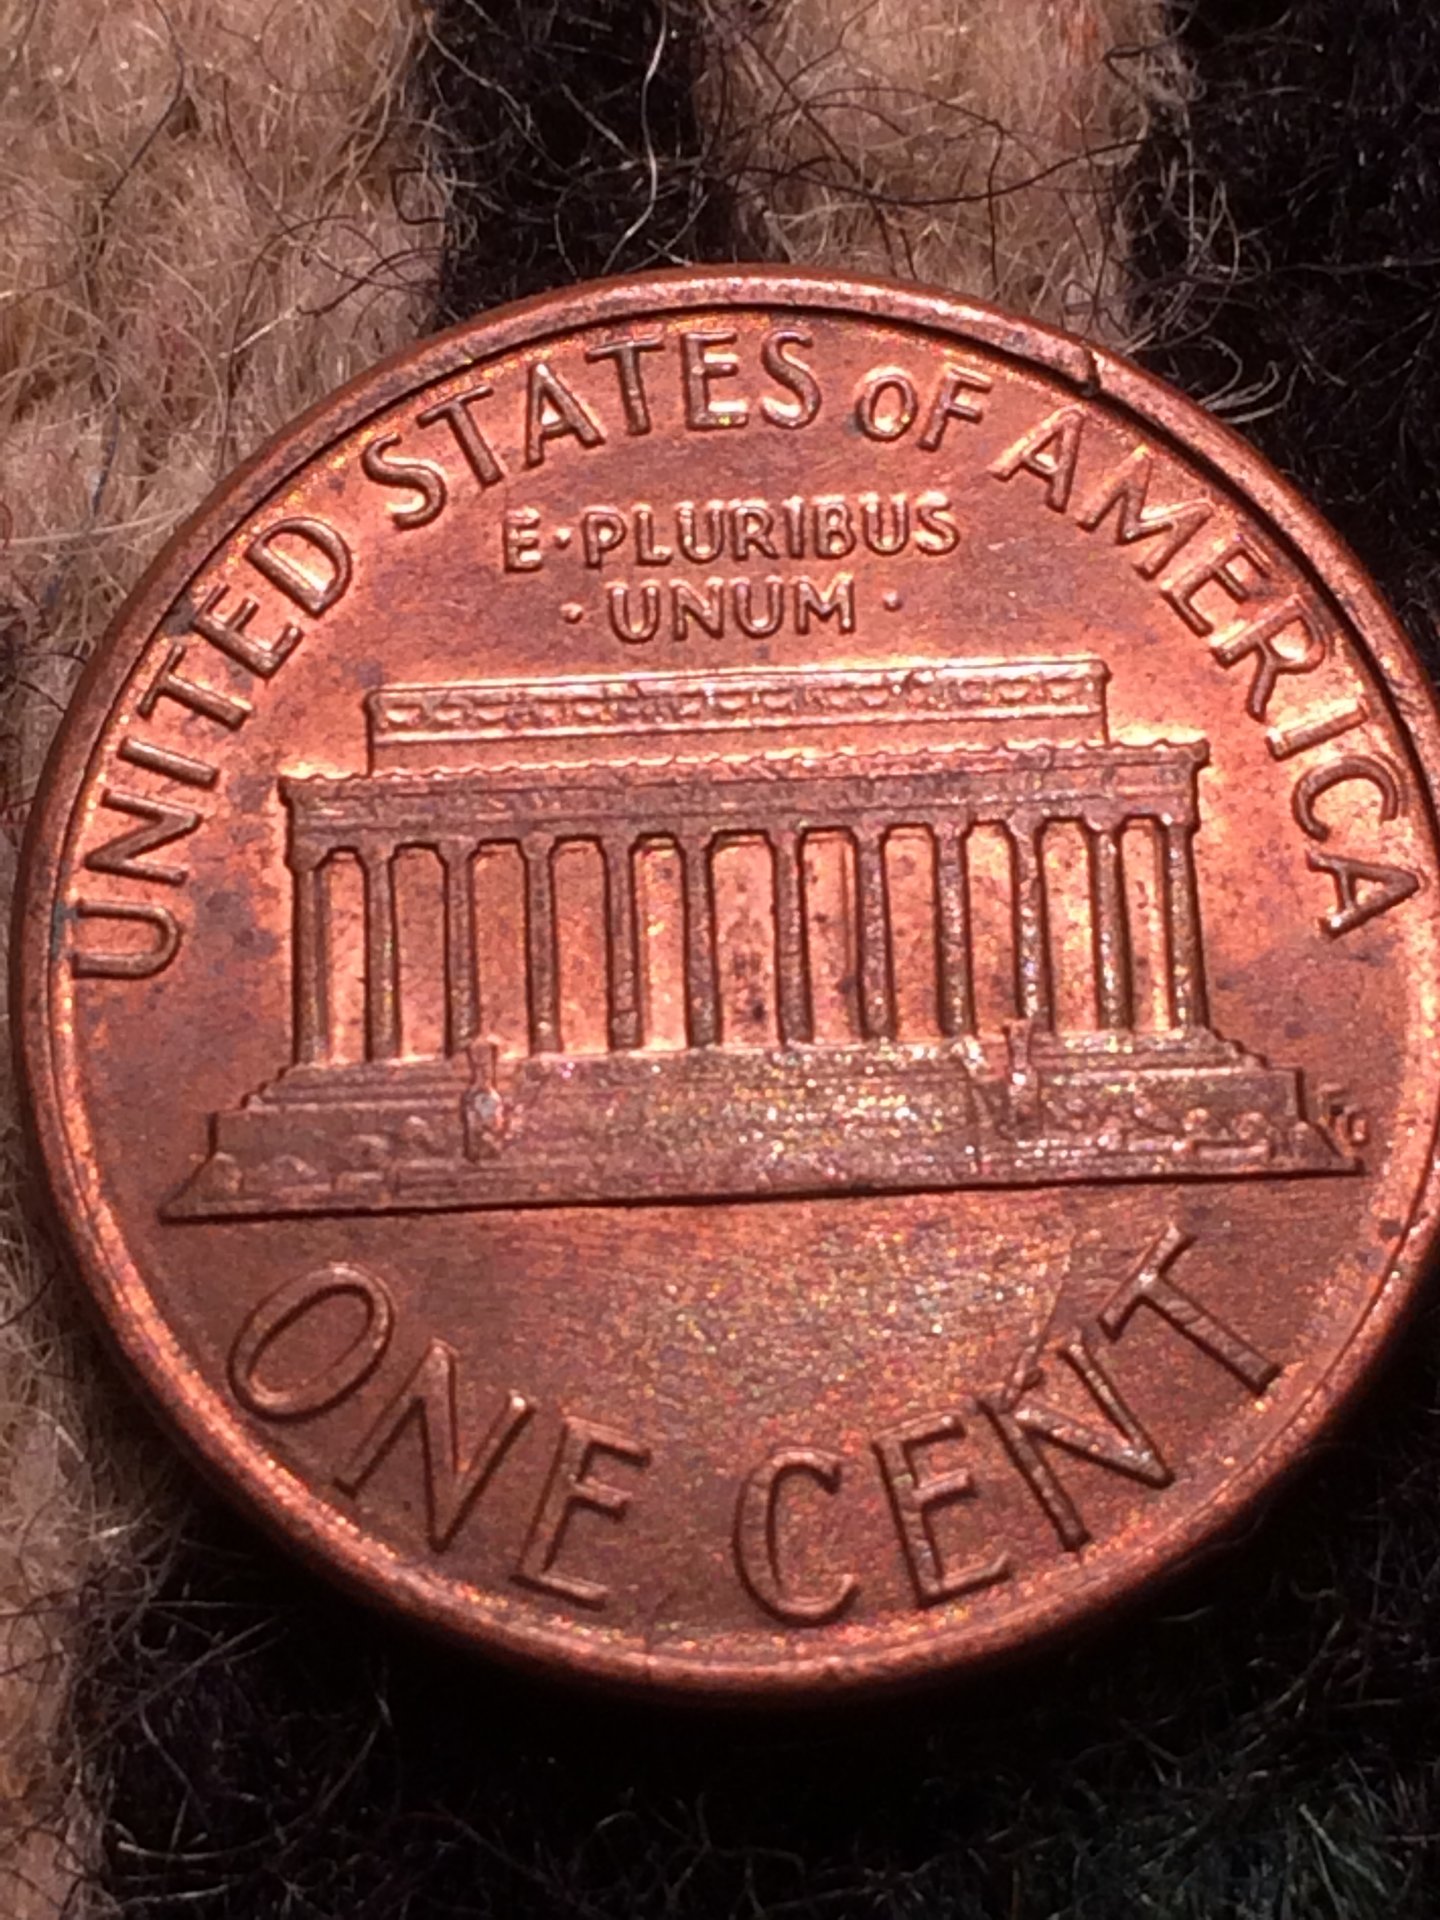 UNITED STATES OF AMERICA
E·PLURIBUS
·UNUM·
ONE CENT